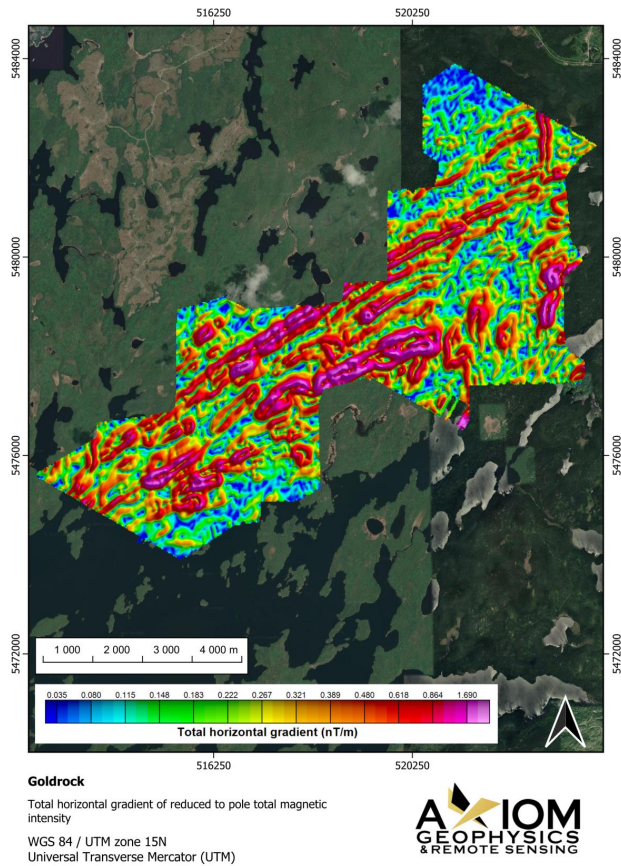 516250 520250
5484000 5484000
5480000 5480000
5476000 5476000
5472000 5472000
1 000 2 000 3 000 4 000 m
0.035 0.080 0.115 0.148 0.183 0.222 0.267 0.321 0.389 0.480 0.618 0.864 1.690
Total horizontal gradient (nT/m)
516250 520250
Goldrock
Total horizontal gradient of reduced to pole total magnetic
intensity
WGS 84 / UTM zone 15N
Universal Transverse Mercator (UTM)
AXIOM
GEOPHYSICS
& REMOTE SENSING